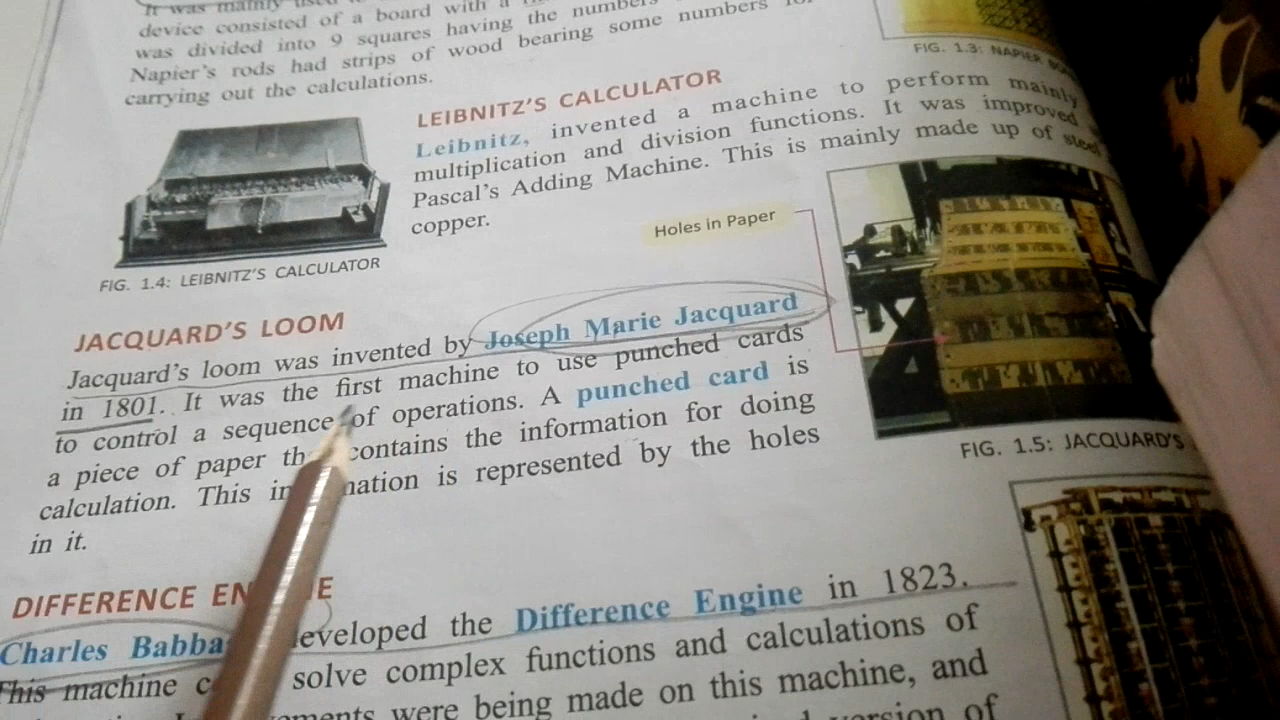 It was mainly used
device consisted of a board with a
was divided into 9 squares having the numbers
Napier's rods had strips of wood bearing some numbers
carrying out the calculations.
FIG. 1.3: NAPIER
LEIBNITZ'S CALCULATOR
Leibnitz, invented a machine to perform mainly
multiplication and division functions. It was improved
Pascal's Adding Machine. This is mainly made up of steel
copper.
FIG. 1.4: LEIBNITZ'S CALCULATOR
Holes in Paper
JACQUARD'S LOOM
Jacquard's loom was invented by Joseph Marie Jacquard
in 1801. It was the first machine to use punched cards
to control a sequence of operations. A punched card is
a piece of paper contains the information for doing
calculation. This is represented by the holes
in it.
FIG. 1.5: JACQUARD'S
DIFFERENCE
Charles developed the Difference Engine in 1823.
This machine solve complex functions and calculations of
were being made on this machine, and
version of